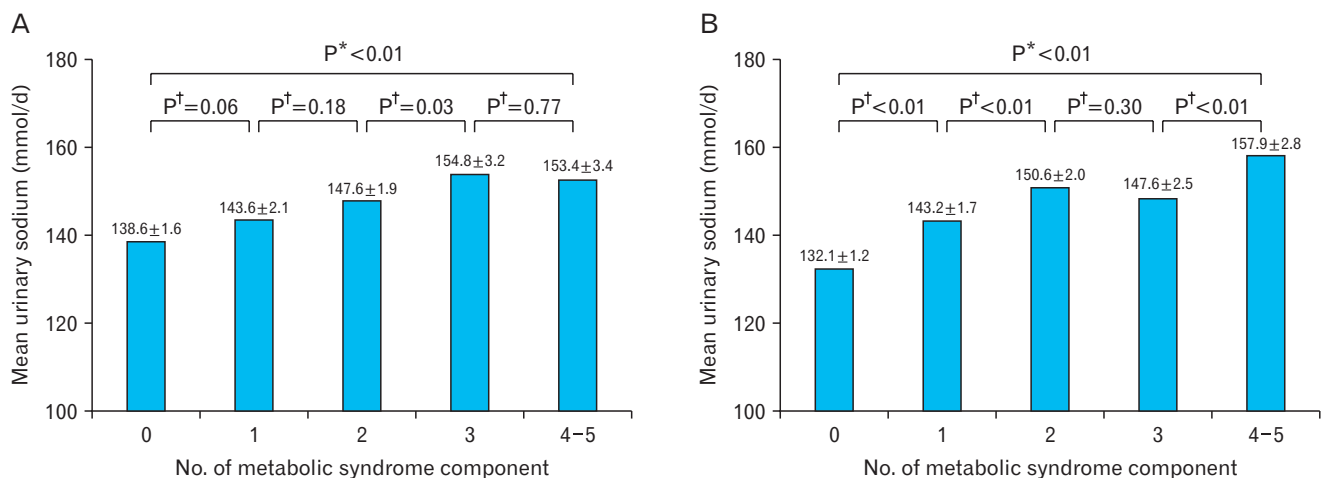 A
Mean urinary sodium (mmol/d)
180
160
140
120
100
P*<0.01
P†=0.06 P†=0.18 P†=0.03 P†=0.77
138.6±1.6
143.6±2.1
147.6±1.9
154.8±3.2
153.4±3.4
0 1 2 3 4–5
No. of metabolic syndrome component
B
Mean urinary sodium (mmol/d)
180
160
140
120
100
P*<0.01
P†<0.01 P†<0.01 P†=0.30 P†<0.01
132.1±1.2
143.2±1.7
150.6±2.0
147.6±2.5
157.9±2.8
0 1 2 3 4–5
No. of metabolic syndrome component